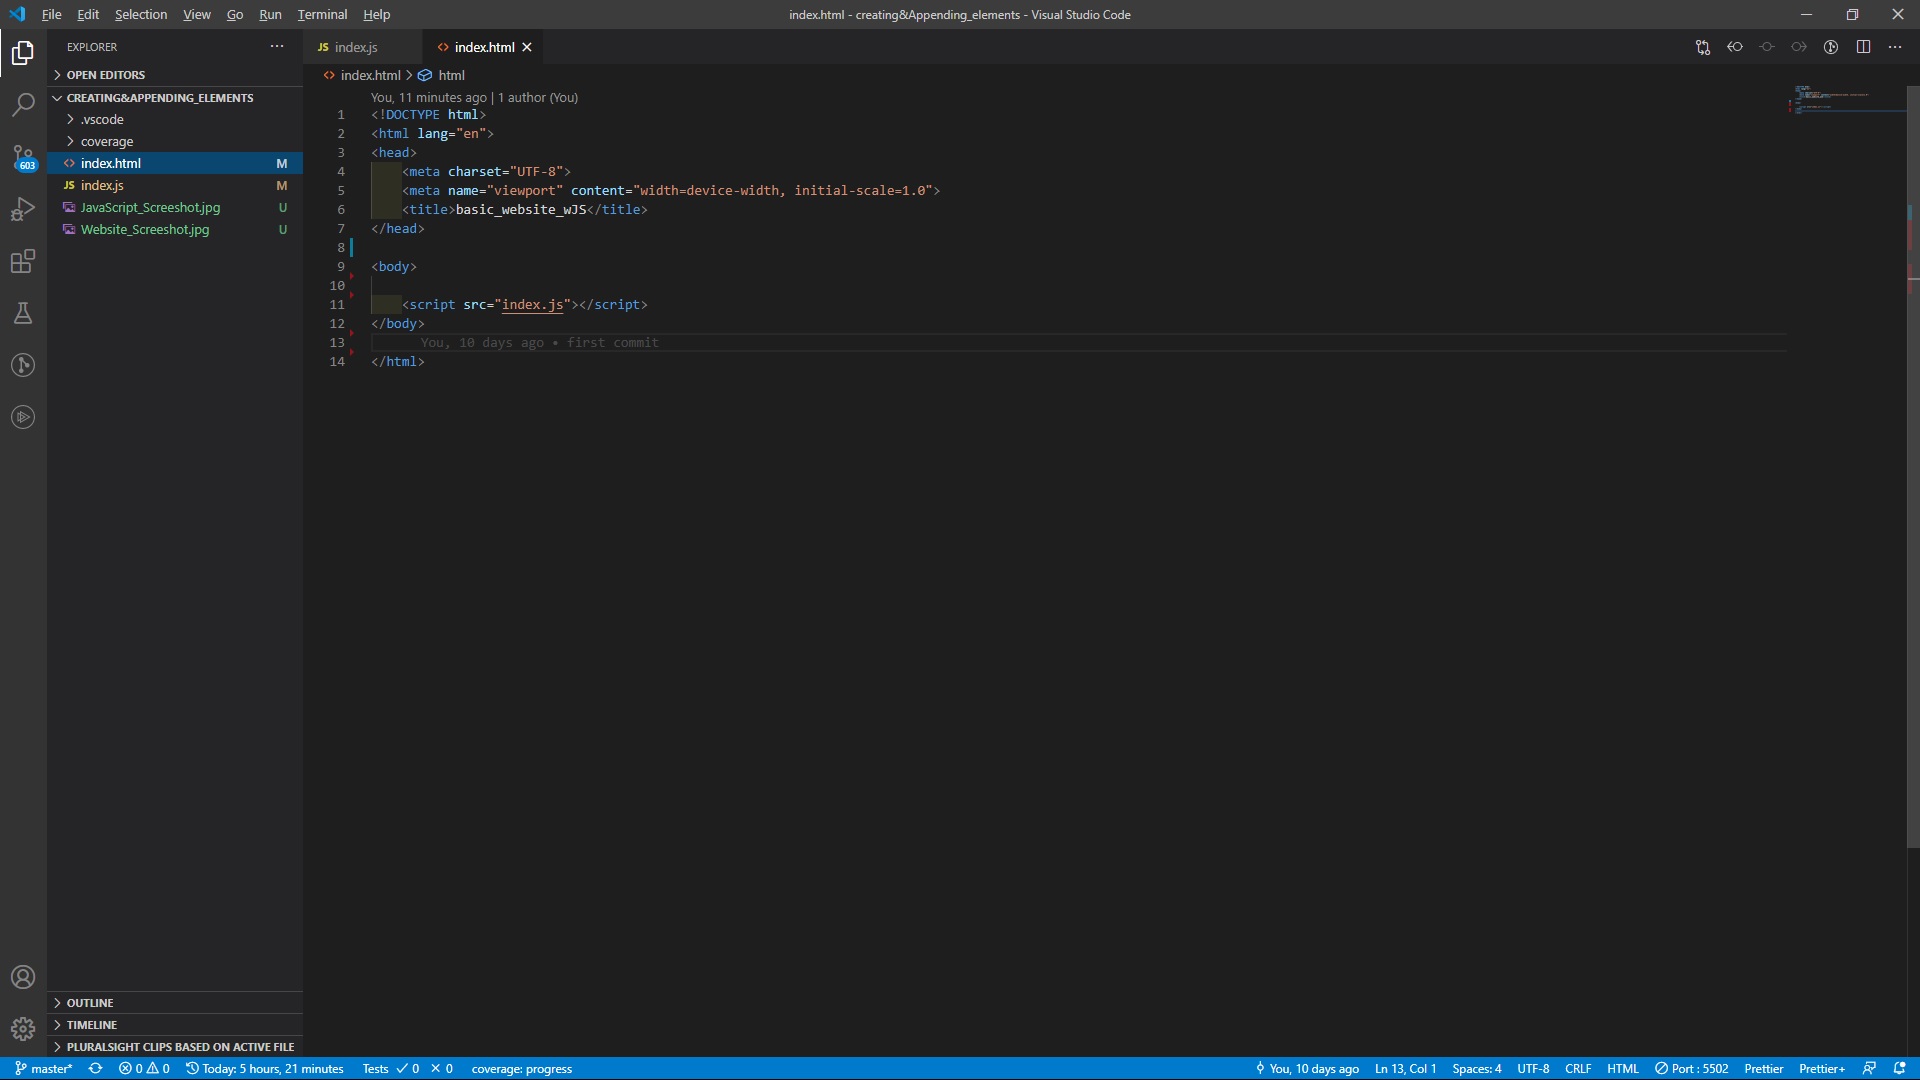 File Edit Selection View Go Run Terminal Help
index.html - creating&Appending_elements - Visual Studio Code
EXPLORER
OPEN EDITORS
CREATING&APPENDING_ELEMENTS
.vscode
coverage
index.html M
index.js M
JavaScript_Screeshot.jpg U
Website_Screeshot.jpg U
603
OUTLINE
TIMELINE
PLURALSIGHT CLIPS BASED ON ACTIVE FILE
JS index.js
index.html
index.html > html
You, 11 minutes ago | 1 author (You)
1 <!DOCTYPE html>
2 <html lang="en">
3 <head>
4 <meta charset="UTF-8">
5 <meta name="viewport" content="width=device-width, initial-scale=1.0">
6 <title>basic_website_wJS</title>
7 </head>
8
9 <body>
10
11 <script src="index.js"></script>
12 </body>
13 You, 10 days ago • first commit
14 </html>
master* 0 0 Today: 5 hours, 21 minutes Tests 0 0 coverage: progress
You, 10 days ago Ln 13, Col 1 Spaces: 4 UTF-8 CRLF HTML Port : 5502 Prettier Prettier+